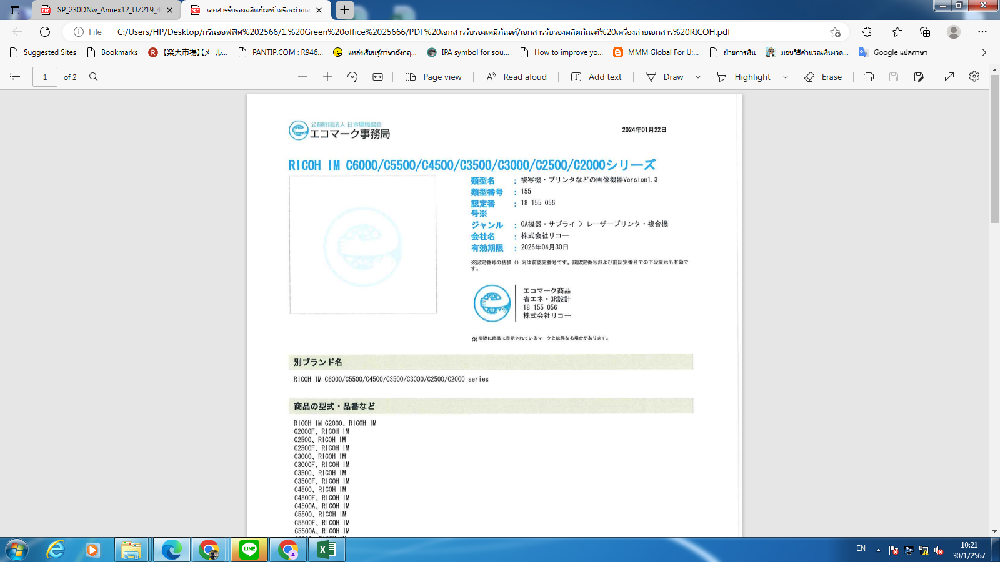 SP_230DNw_Annex12_UZ219_4
เอกสารรับรองผลิตภัณฑ์ เครื่องถ่ายเอ
File
C:/Users/HP/Desktop/กรีนออฟฟิศ%202566/1.%20Green%20office%2025666/PDF%20เอกสารรับรองเคมีภัณฑ์/เอกสารรับรองผลิตภัณฑ์%20เครื่องถ่ายเอกสาร%20RICOH.pdf
Suggested Sites
Bookmarks
【楽天市場】【メール...
PANTIP.COM : R946...
แหล่งเรียนรู้ภาษาอังกฤ...
IPA symbol for sou...
How to improve yo...
MMM Global For U:...
ฝ่ายการเงิน
มอบวิธีคำนวณเงินงวด...
Google แปลภาษา
1 of 2
Page view
Read aloud
Add text
Draw
Highlight
Erase
公益財団法人 日本環境協会
エコマーク事務局
2024年01月22日
RICOH IM C6000/C5500/C4500/C3500/C3000/C2500/C2000シリーズ
類型名 : 複写機・プリンタなどの画像機器Version1.3
類型番号 : 155
認定番 : 18 155 056
号※
ジャンル : OA機器・サプライ > レーザープリンタ・複合機
会社名 : 株式会社リコー
有効期限 : 2026年04月30日
※認定番号の括弧（）内は前認定番号です。前認定番号および前認定番号での下段表示も有効で
す。
エコマーク商品
省エネ・3R設計
18 155 056
株式会社リコー
※実際に商品に表示されているマークとは異なる場合があります。
別ブランド名
RICOH IM C6000/C5500/C4500/C3500/C3000/C2500/C2000 series
商品の型式・品番など
RICOH IM C2000、RICOH IM
C2000F、RICOH IM
C2500、RICOH IM
C2500F、RICOH IM
C3000、RICOH IM
C3000F、RICOH IM
C3500、RICOH IM
C3500F、RICOH IM
C4500、RICOH IM
C4500F、RICOH IM
C4500A、RICOH IM
C5500、RICOH IM
C5500F、RICOH IM
C5500A、RICOH IM
EN
10:21
30/1/2567